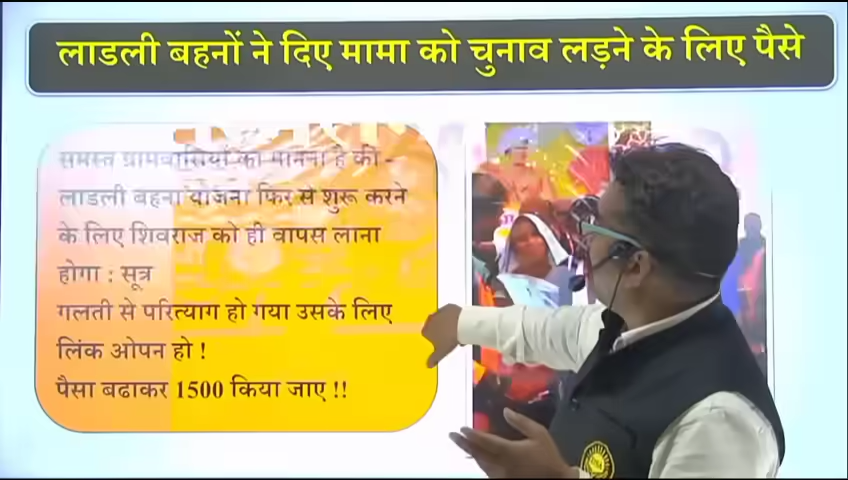 लाडली बहनों ने दिए मामा को चुनाव लड़ने के लिए पैसे
समस्त ग्रामवासियों का मानना है की -
लाडली बहना योजना फिर से शुरू करने
के लिए शिवराज को ही वापस लाना
होगा : सूत्र
गलती से परित्याग हो गया उसके लिए
लिंक ओपन हो !
पैसा बढाकर 1500 किया जाए !!